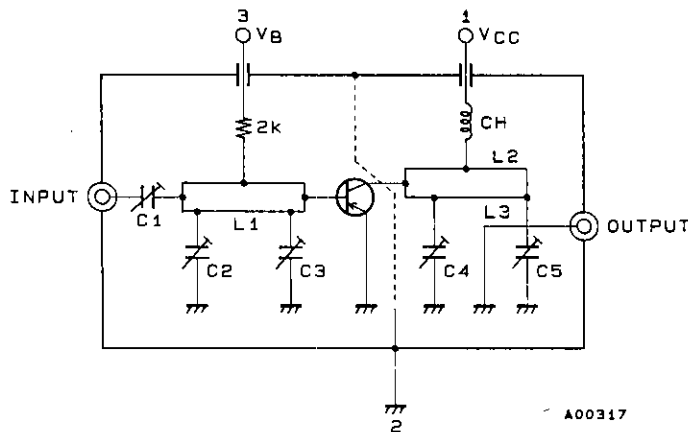 3 VB
1 VCC
2k
CH
L2
INPUT
C1
L1
L3
OUTPUT
C2
C3
C4
C5
2
A00317